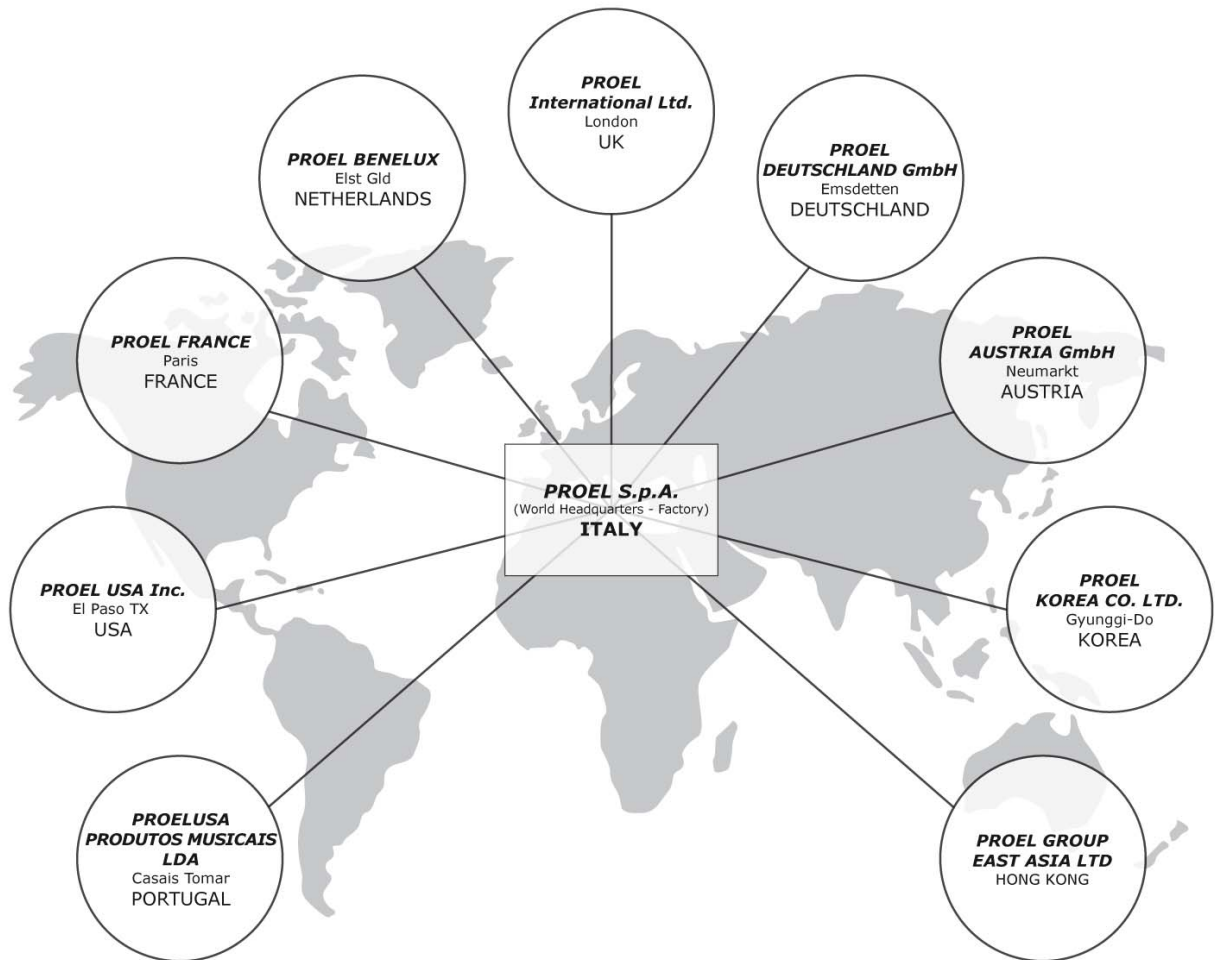 PROEL
International Ltd.
London
UK
PROEL BENELUX
Elst Gld
NETHERLANDS
PROEL
DEUTSCHLAND GmbH
Emsdetten
DEUTSCHLAND
PROEL FRANCE
Paris
FRANCE
PROEL
AUSTRIA GmbH
Neumarkt
AUSTRIA
PROEL S.p.A.
(World Headquarters - Factory)
ITALY
PROEL USA Inc.
El Paso TX
USA
PROEL
KOREA CO. LTD.
Gyunggi-Do
KOREA
PROELUSA
PRODUTOS MUSICAIS
LDA
Casais Tomar
PORTUGAL
PROEL GROUP
EAST ASIA LTD
HONG KONG